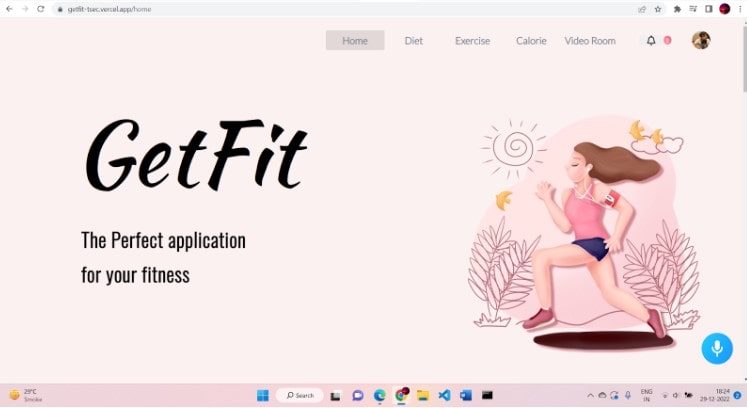 getfit-tsec.vercel.app/home
Home Diet Exercise Calorie Video Room
GetFit
The Perfect application
for your fitness
29°C
Smoke
Search
ENG
IN
18:24
29-12-2022